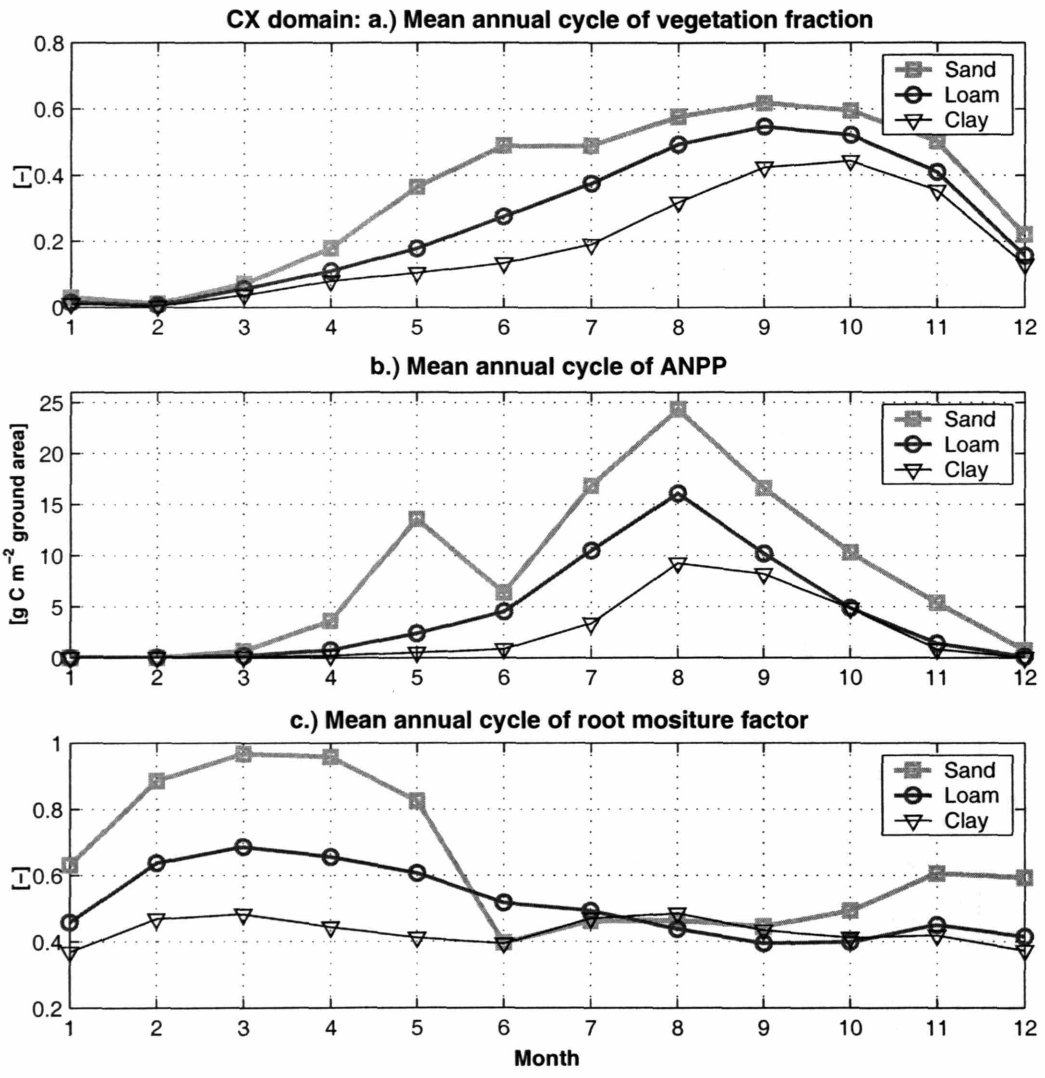 CX domain: a.) Mean annual cycle of vegetation fraction
0.8
0.6
0.4
0.2
0
[-]
Sand
Loam
Clay
1 2 3 4 5 6 7 8 9 10 11 12
b.) Mean annual cycle of ANPP
25
20
15
10
5
0
[g C m⁻² ground area]
Sand
Loam
Clay
1 2 3 4 5 6 7 8 9 10 11 12
c.) Mean annual cycle of root mositure factor
1
0.8
0.6
0.4
0.2
[-]
Sand
Loam
Clay
1 2 3 4 5 6 7 8 9 10 11 12
Month